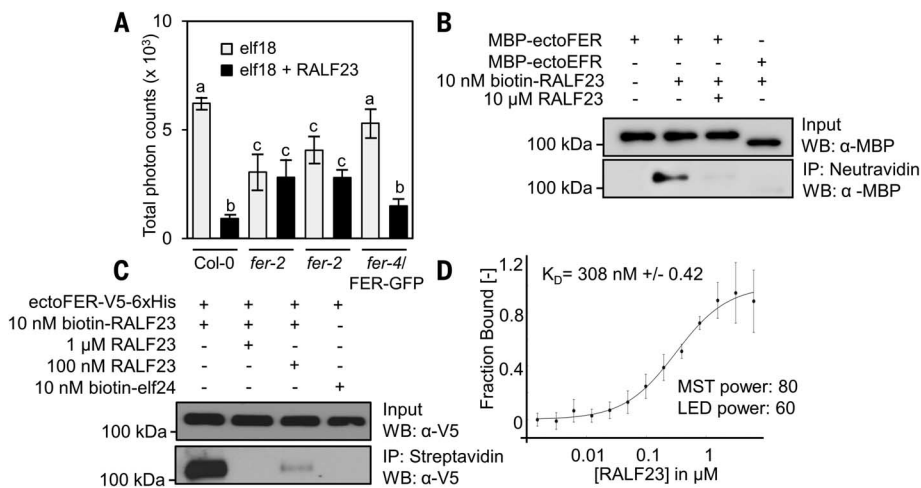 A
Total photon counts (x 10³)
10
5
0
elf18
elf18 + RALF23
a
b
c
c
c
c
a
b
Col-0
fer-2
fer-2
fer-4/
FER-GFP
B
MBP-ectoFER + + + -
MBP-ectoEFR - - - +
10 nM biotin-RALF23 - + + +
10 µM RALF23 - - + -
100 kDa
Input
WB: α-MBP
100 kDa
IP: Neutravidin
WB: α -MBP
C
ectoFER-V5-6xHis + + + +
10 nM biotin-RALF23 + + + -
1 µM RALF23 - + - -
100 nM RALF23 - - + -
10 nM biotin-elf24 - - - +
100 kDa
Input
WB: α-V5
100 kDa
IP: Streptavidin
WB: α-V5
D
Fraction Bound [-]
1.2
0.8
0.4
0
K_D= 308 nM +/- 0.42
MST power: 80
LED power: 60
0.01
0.1
1
[RALF23] in µM